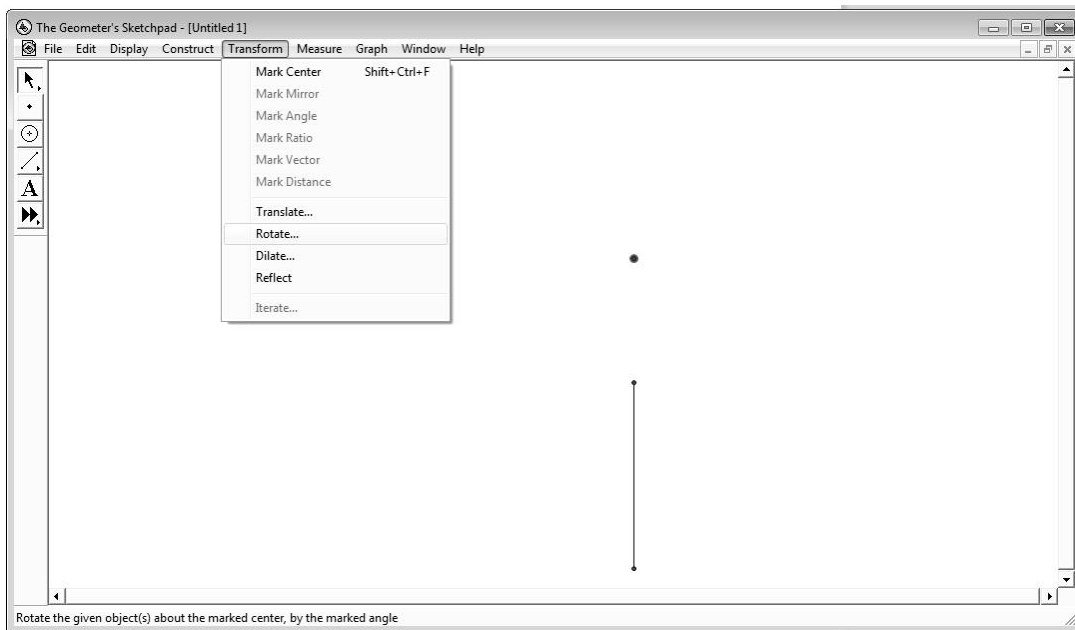 The Geometer's Sketchpad - [Untitled 1]
File Edit Display Construct Transform Measure Graph Window Help
Mark Center Shift+Ctrl+F
Mark Mirror
Mark Angle
Mark Ratio
Mark Vector
Mark Distance
Translate...
Rotate...
Dilate...
Reflect
Iterate...
A
Rotate the given object(s) about the marked center, by the marked angle